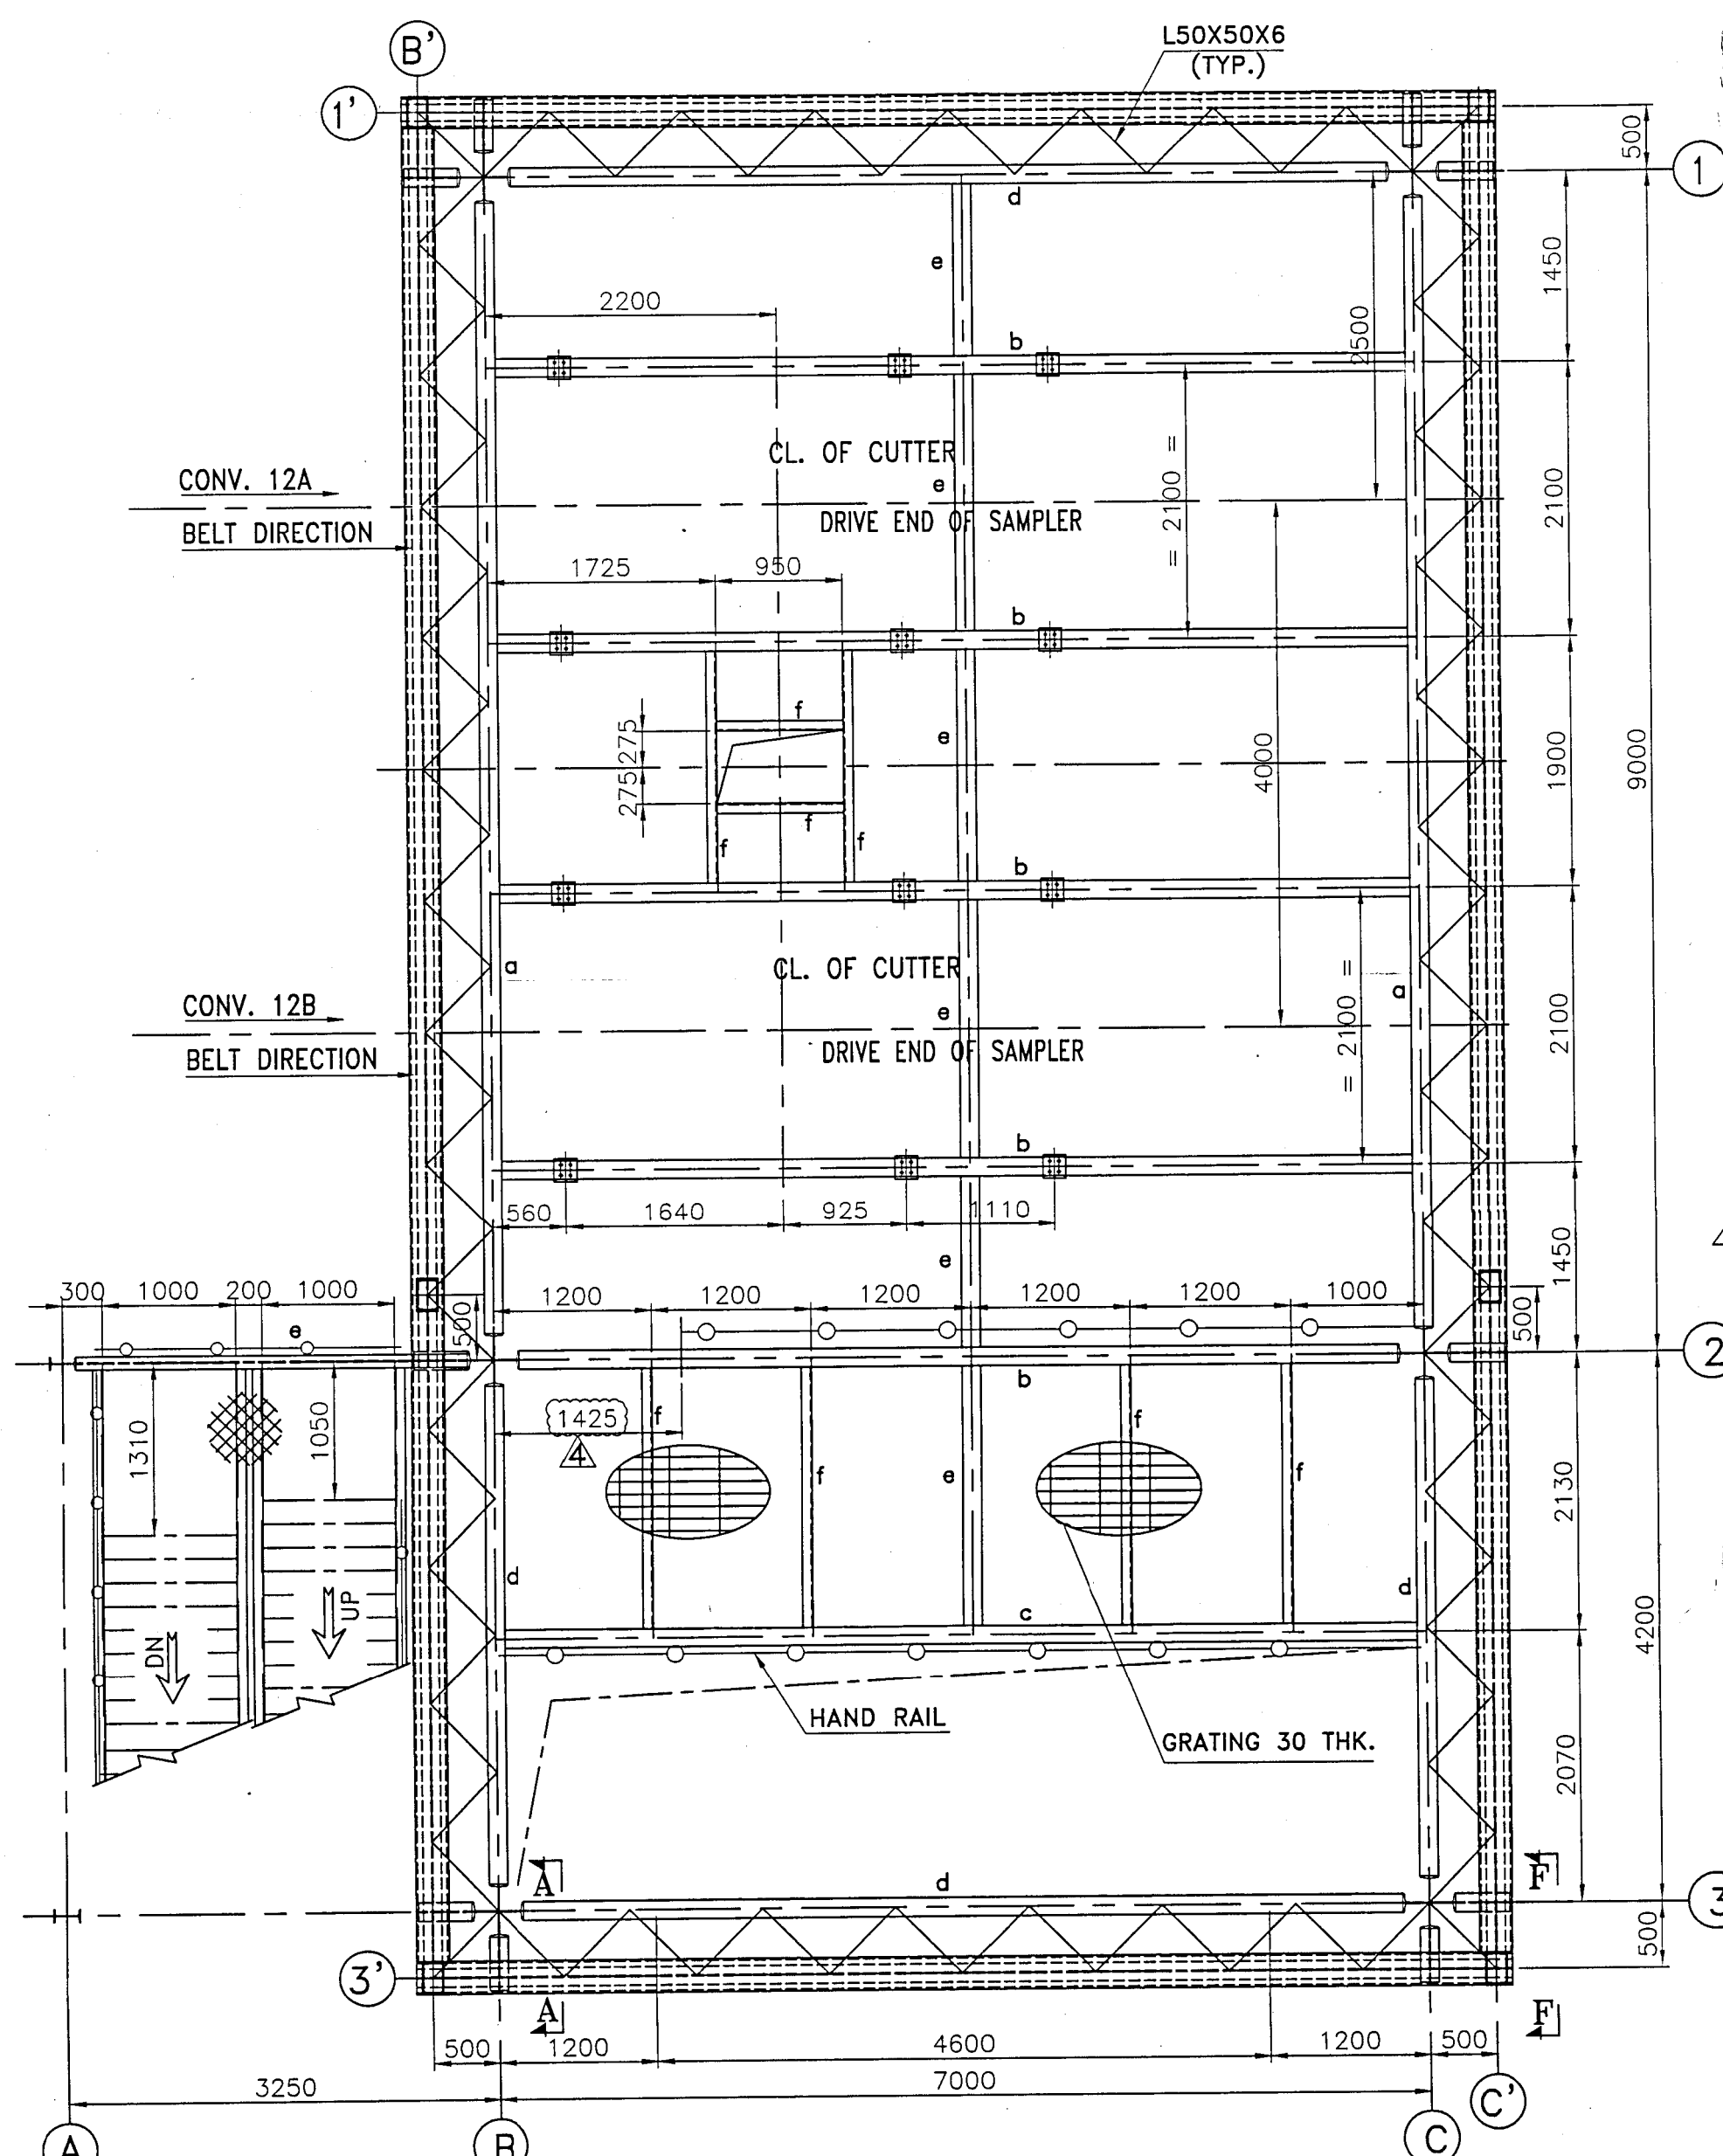 B'
L50X50X6
(TYP.)
1'
500
1
d
e
1450
2200
2500
b
CL. OF CUTTER
CONV. 12A
e
= 2100 =
2100
BELT DIRECTION
DRIVE END OF SAMPLER
1725
950
b
f
275
275
e
4000
1900
9000
f
f
f
b
a
CL. OF CUTTER
a
CONV. 12B
e
= 2100 =
2100
BELT DIRECTION
DRIVE END OF SAMPLER
b
560
1640
925
1110
e
1450
300
1000
200
1000
500
1200
1200
1200
1200
1200
1000
500
e
2
b
1310
1050
1425
4
f
f
e
f
f
2130
d
d
UP
DN
c
4200
HAND RAIL
GRATING 30 THK.
2070
A
F
d
3
500
3'
A
F
500
1200
4600
1200
500
3250
7000
C'
A
B
C